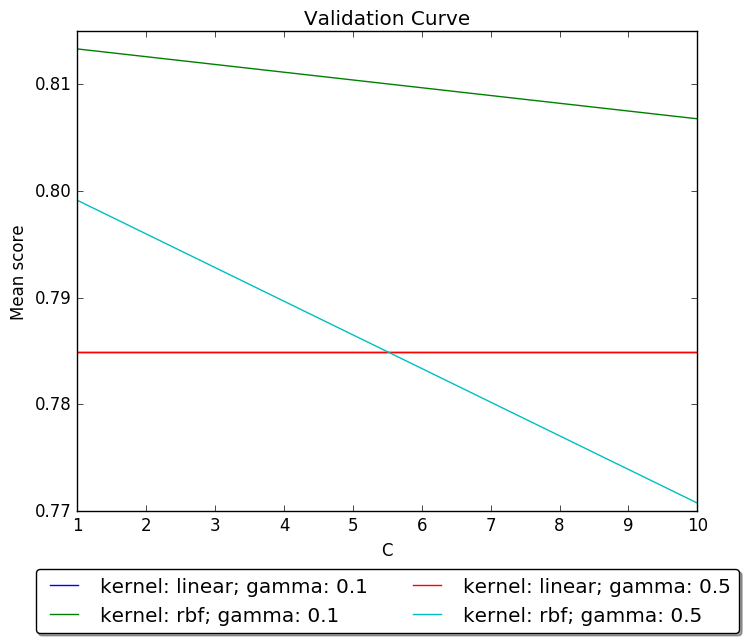 Validation Curve
0.81
0.80
0.79
0.78
0.77
Mean score
1 2 3 4 5 6 7 8 9 10
C
kernel: linear; gamma: 0.1 kernel: linear; gamma: 0.5
kernel: rbf; gamma: 0.1 kernel: rbf; gamma: 0.5